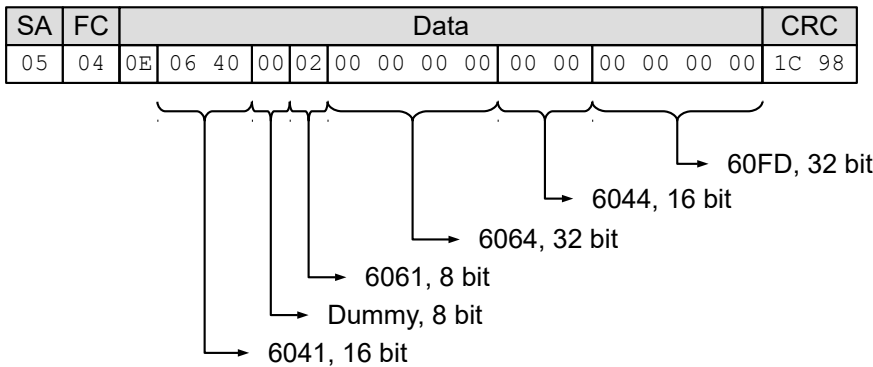 SA FC Data CRC
05 04 0E 06 40 00 02 00 00 00 00 00 00 00 00 00 00 1C 98
60FD, 32 bit
6044, 16 bit
6064, 32 bit
6061, 8 bit
Dummy, 8 bit
6041, 16 bit